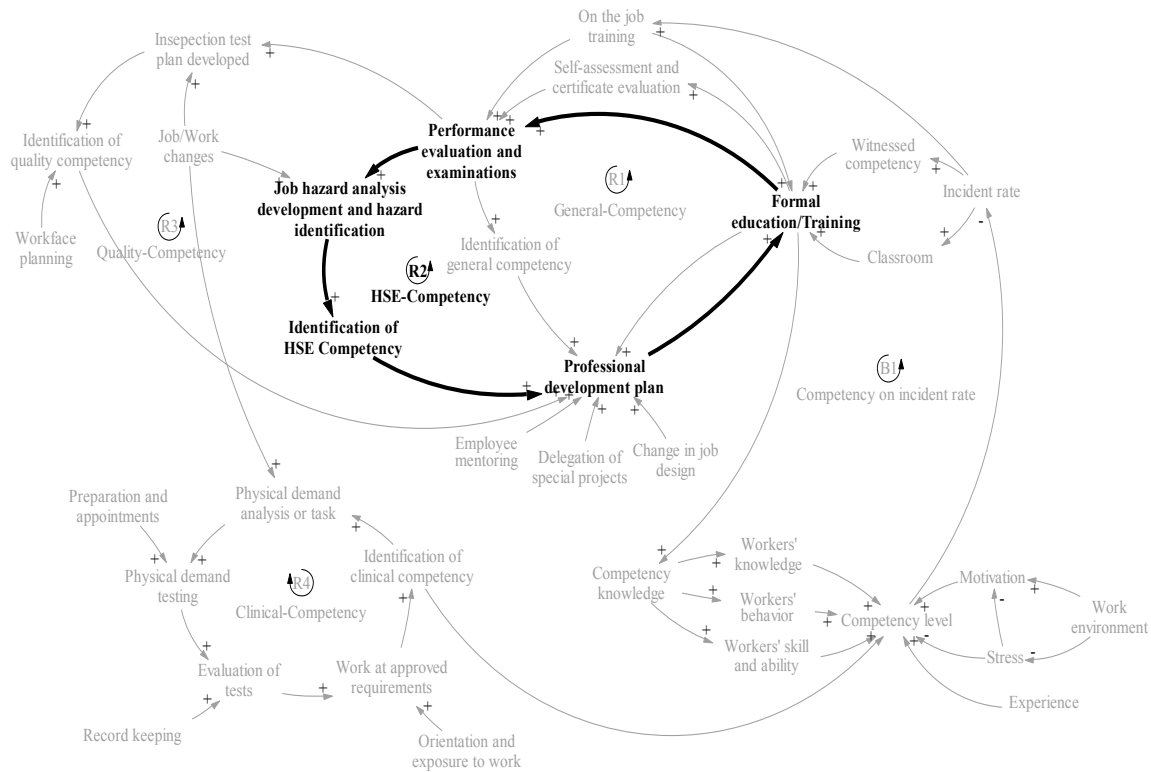 On the job
training
Insepection test
plan developed
Self-assessment and
certificate evaluation
Performance
evaluation and
examinations
Identification of
quality competency
Job/Work
changes
Witnessed
competency
Incident rate
R1
General-Competency
Job hazard analysis
development and hazard
identification
Formal
education/Training
R3
Quality-Competency
Workface
planning
Identification of
general competency
Classroom
R2
HSE-Competency
Identification of
HSE Competency
Professional
development plan
B1
Competency on incident rate
Employee
mentoring
Delegation of
special projects
Change in job
design
Preparation and
appointments
Physical demand
analysis or task
Identification of
clinical competency
Physical demand
testing
R4
Clinical-Competency
Competency
knowledge
Workers'
knowledge
Workers'
behavior
Workers' skill
and ability
Competency level
Motivation
Work
environment
Stress
Experience
Evaluation of
tests
Work at approved
requirements
Record keeping
Orientation and
exposure to work